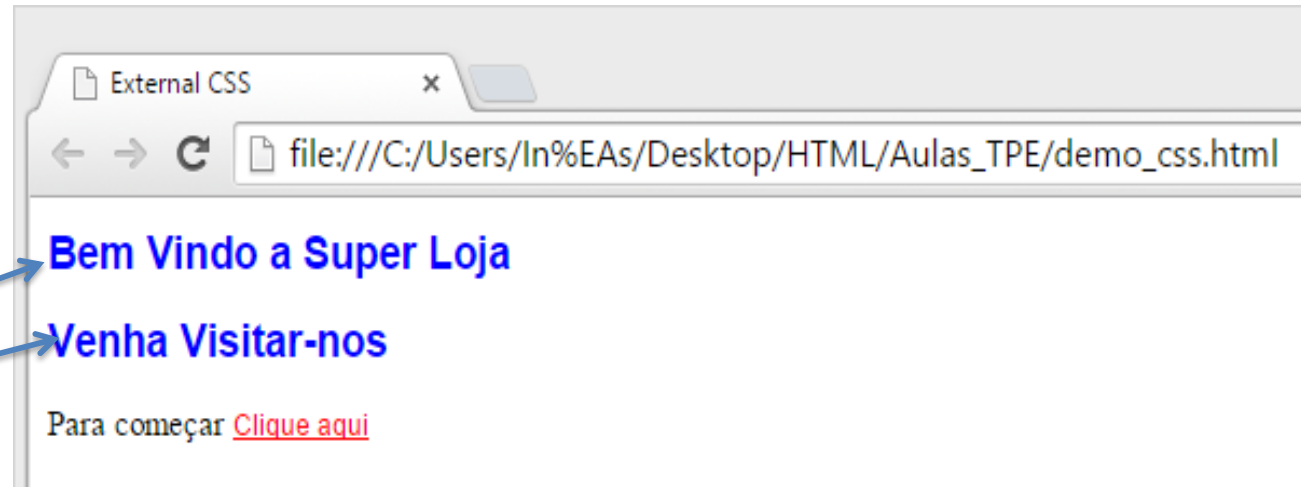 External CSS
file:///C:/Users/In%EAs/Desktop/HTML/Aulas_TPE/demo_css.html
Bem Vindo a Super Loja
Venha Visitar-nos
Para começar Clique aqui